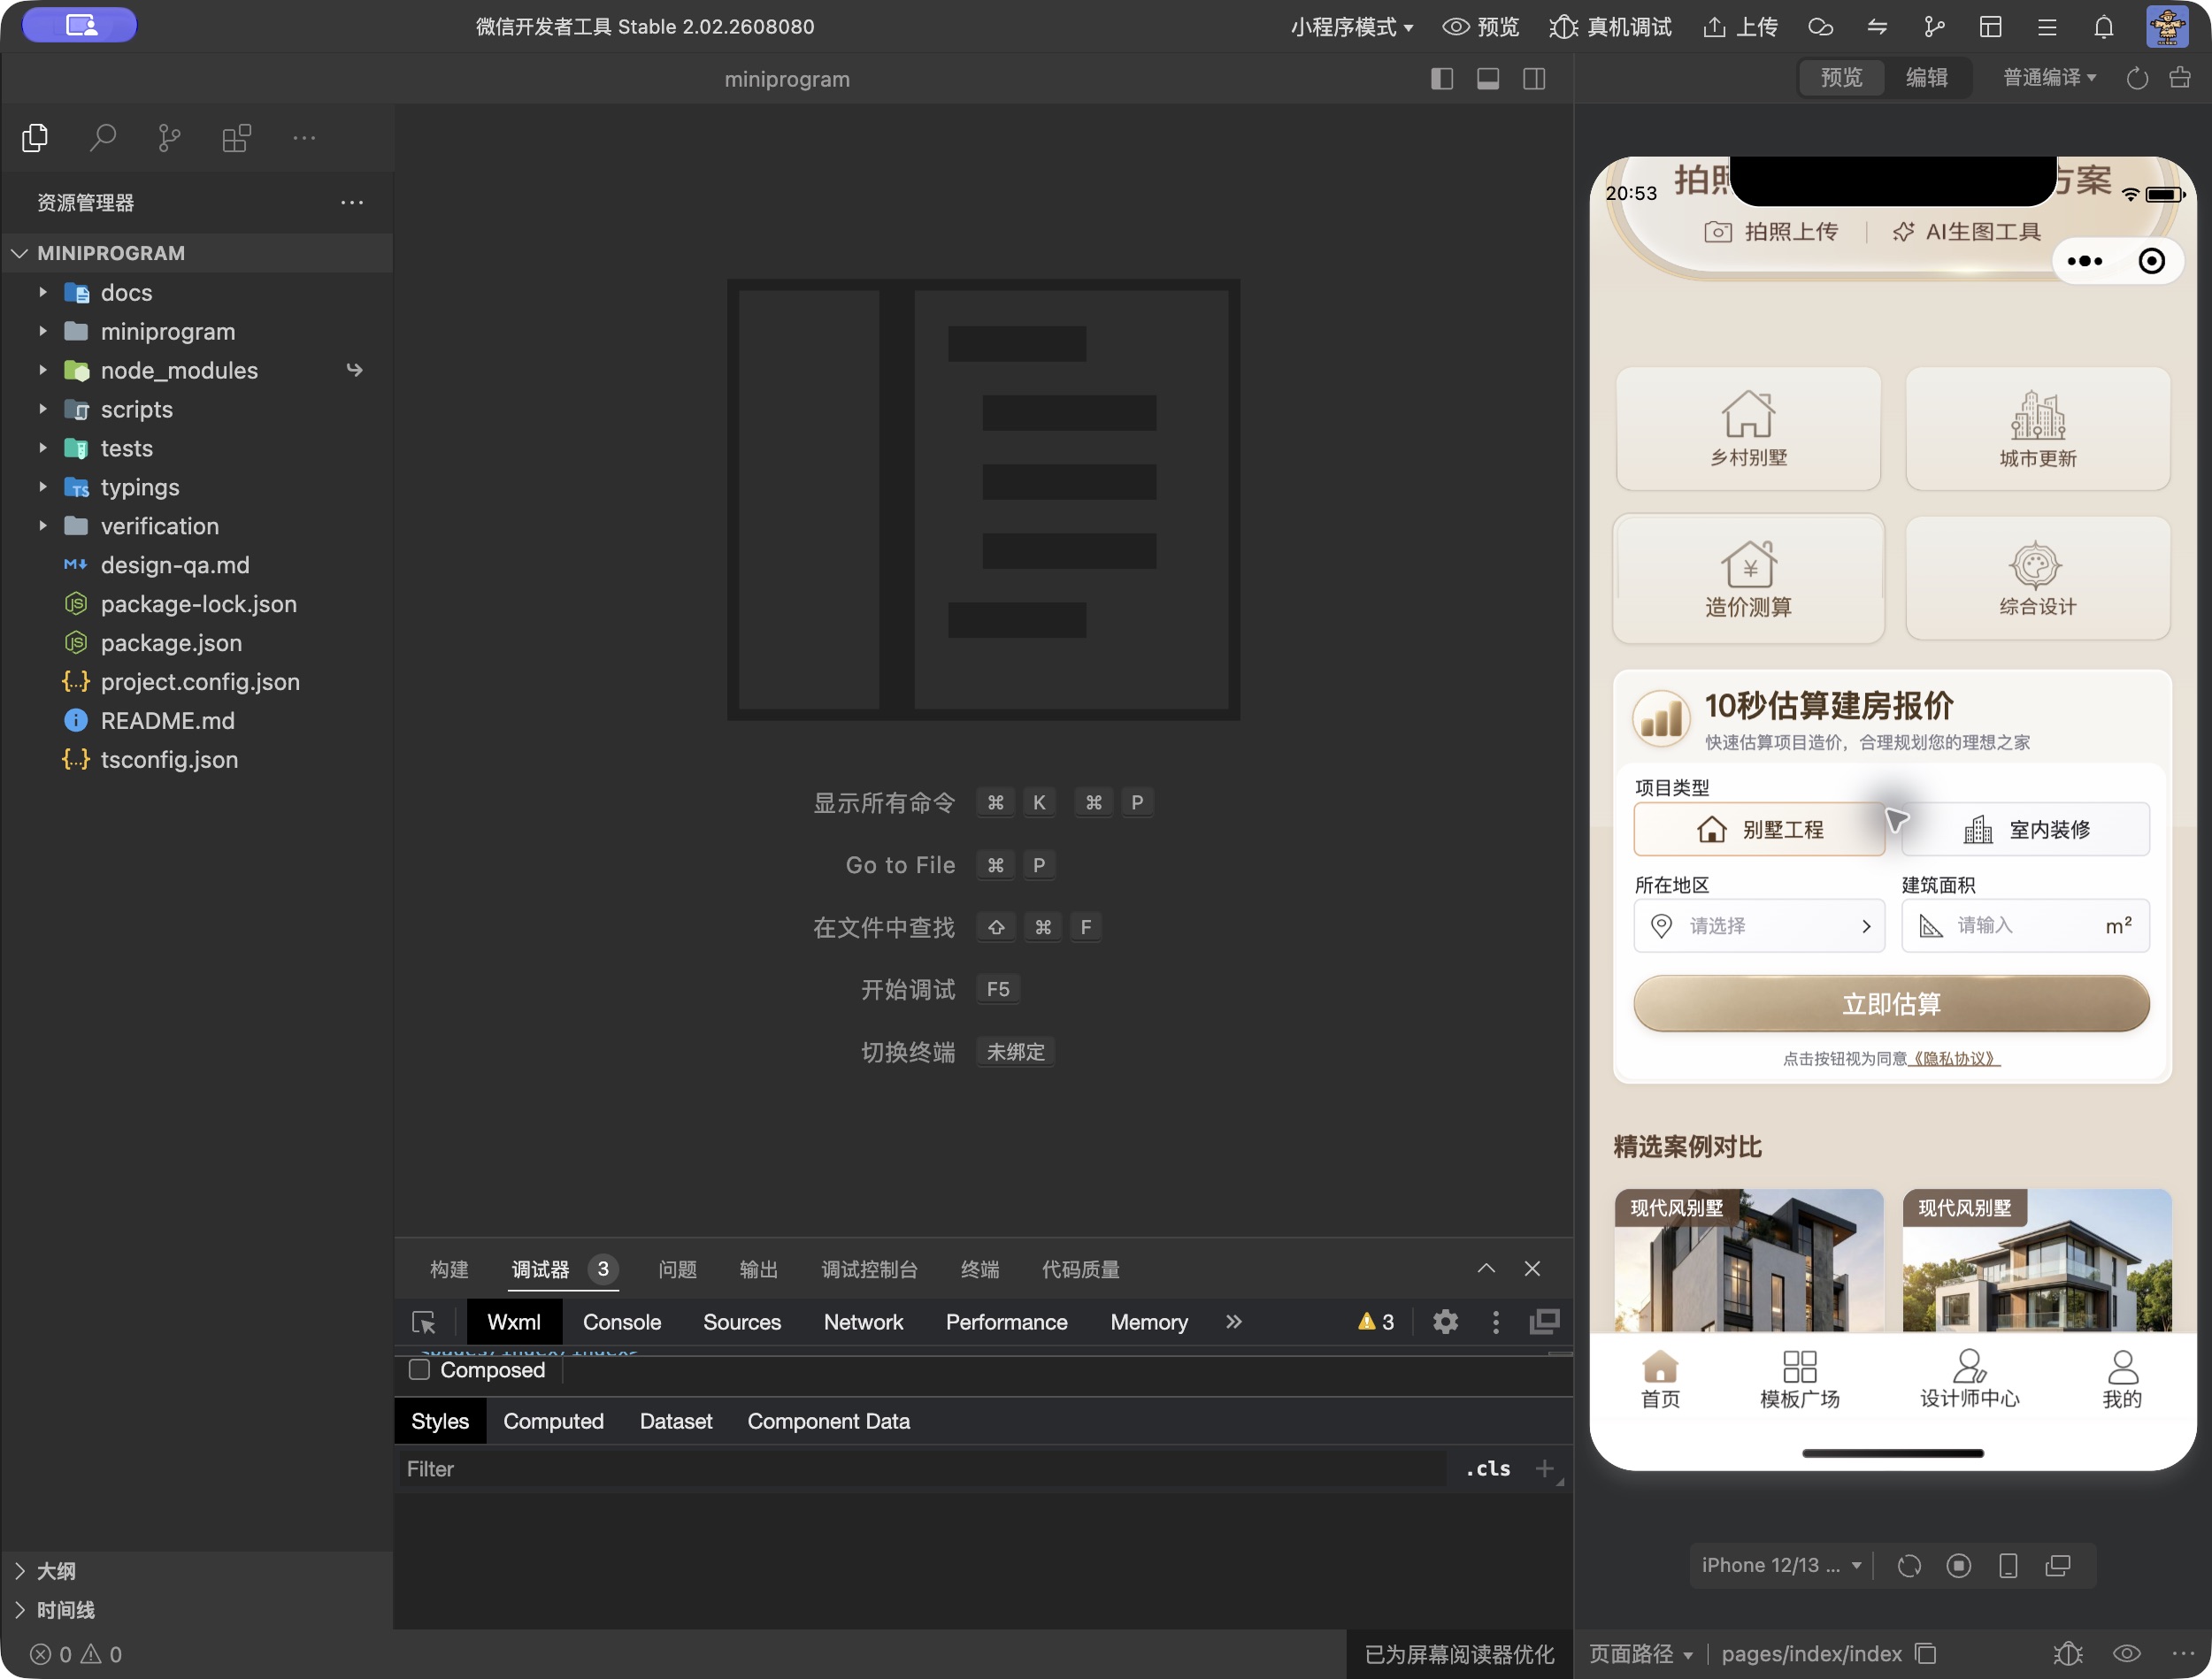 微信开发者工具 Stable 2.02.2608080
小程序模式
预览
真机调试
上传
miniprogram
预览
编辑
普通编译
资源管理器
MINIPROGRAM
docs
miniprogram
node_modules
scripts
tests
typings
verification
design-qa.md
package-lock.json
package.json
project.config.json
README.md
tsconfig.json
大纲
时间线
0
0
显示所有命令 ⌘ K ⌘ P
Go to File ⌘ P
在文件中查找 ⇧ ⌘ F
开始调试 F5
切换终端 未绑定
构建
调试器 3
问题
输出
调试控制台
终端
代码质量
Wxml
Console
Sources
Network
Performance
Memory
3
Composed
Styles
Computed
Dataset
Component Data
Filter
.cls
已为屏幕阅读器优化
20:53
方案
拍照上传
AI生图工具
乡村别墅
城市更新
造价测算
综合设计
10秒估算建房报价
快速估算项目造价，合理规划您的理想之家
项目类型
别墅工程
室内装修
所在地区
建筑面积
请选择
请输入
m²
立即估算
点击按钮视为同意《隐私协议》
精选案例对比
现代风别墅
现代风别墅
首页
模板广场
设计师中心
我的
iPhone 12/13 ...
页面路径
pages/index/index